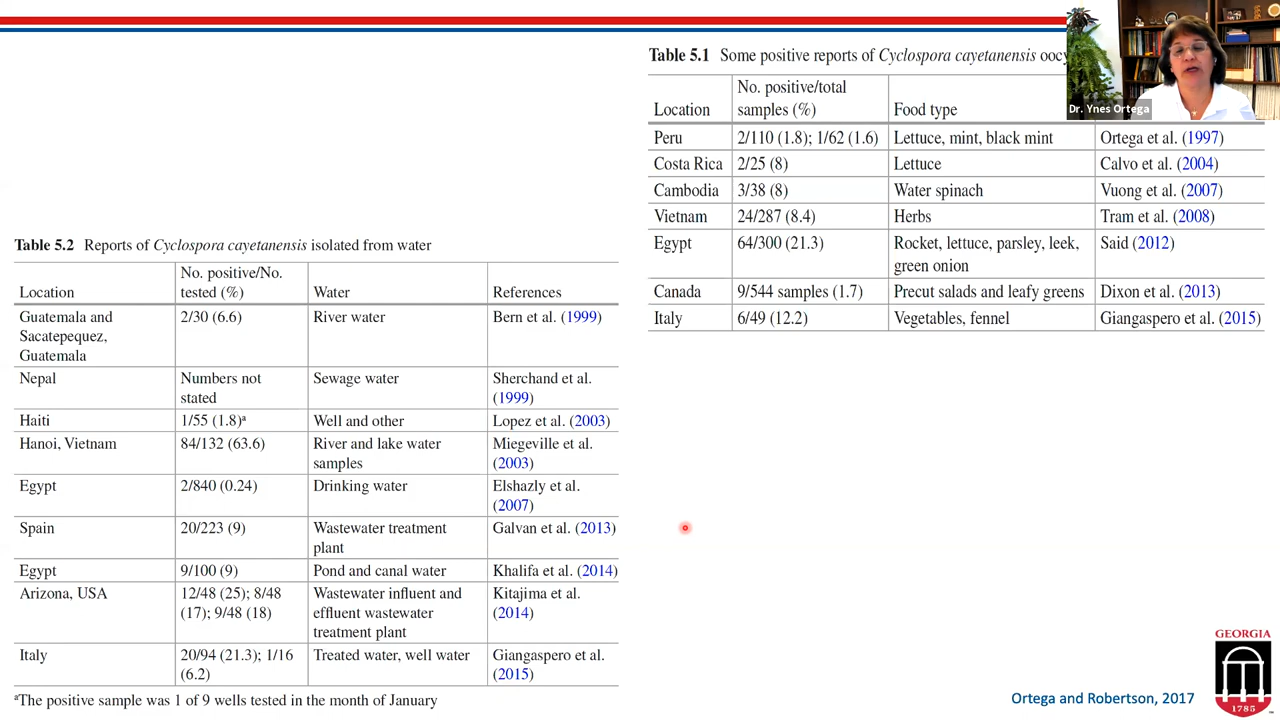 Table 5.1 Some positive reports of Cyclospora cayetanensis
Dr. Ynes Ortega
Location
No. positive/total
samples (%)
Food type
Peru
2/110 (1.8); 1/62 (1.6)
Lettuce, mint, black mint
Ortega et al. (1997)
Costa Rica
2/25 (8)
Lettuce
Calvo et al. (2004)
Cambodia
3/38 (8)
Water spinach
Vuong et al. (2007)
Vietnam
24/287 (8.4)
Herbs
Tram et al. (2008)
Egypt
64/300 (21.3)
Rocket, lettuce, parsley, leek,
green onion
Said (2012)
Canada
9/544 samples (1.7)
Precut salads and leafy greens
Dixon et al. (2013)
Italy
6/49 (12.2)
Vegetables, fennel
Giangaspero et al. (2015)
Table 5.2 Reports of Cyclospora cayetanensis isolated from water
Location
No. positive/No.
tested (%)
Water
References
Guatemala and
Sacatepequez,
Guatemala
2/30 (6.6)
River water
Bern et al. (1999)
Nepal
Numbers not
stated
Sewage water
Sherchand et al.
(1999)
Haiti
1/55 (1.8)a
Well and other
Lopez et al. (2003)
Hanoi, Vietnam
84/132 (63.6)
River and lake water
samples
Miegeville et al.
(2003)
Egypt
2/840 (0.24)
Drinking water
Elshazly et al.
(2007)
Spain
20/223 (9)
Wastewater treatment
plant
Galvan et al. (2013)
Egypt
9/100 (9)
Pond and canal water
Khalifa et al. (2014)
Arizona, USA
12/48 (25); 8/48
(17); 9/48 (18)
Wastewater influent and
effluent wastewater
treatment plant
Kitajima et al.
(2014)
Italy
20/94 (21.3); 1/16
(6.2)
Treated water, well water
Giangaspero et al.
(2015)
aThe positive sample was 1 of 9 wells tested in the month of January
Ortega and Robertson, 2017
GEORGIA
1785